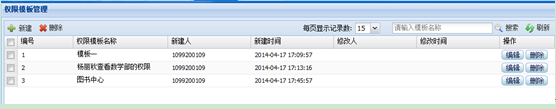 权限模板管理
新建 删除 每页显示记录数: 15 请输入模板名称 搜索 刷新
编号 权限模板名称 新建人 新建时间 修改人 修改时间 操作
1 模板一 1099200109 2014-04-17 17:09:57 编辑 删除
2 杨丽秋查看数学部的权限 1099200109 2014-04-17 17:13:16 编辑 删除
3 图书中心 1099200109 2014-04-17 17:45:57 编辑 删除